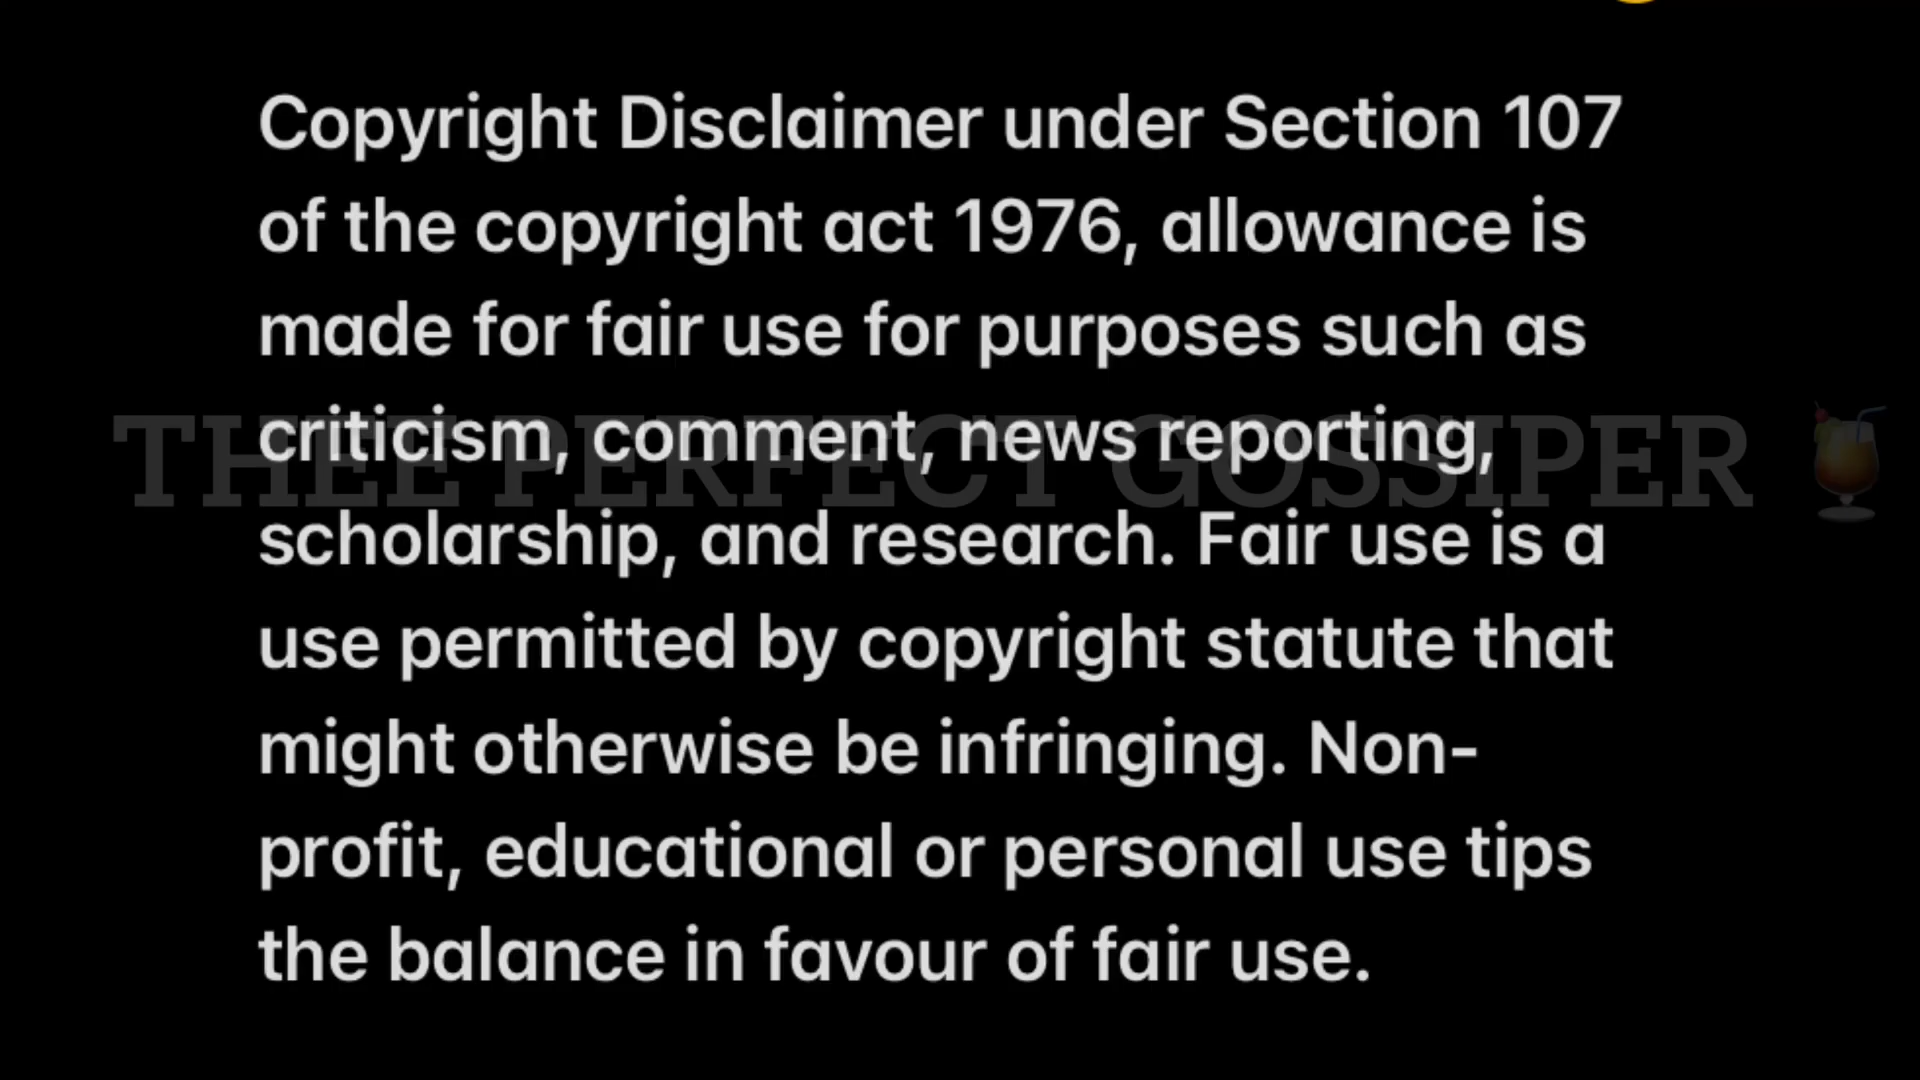 Copyright Disclaimer under Section 107
of the copyright act 1976, allowance is
made for fair use for purposes such as
criticism, comment, news reporting,
THEE PERFECT GOSSIPER
scholarship, and research. Fair use is a
use permitted by copyright statute that
might otherwise be infringing. Non-
profit, educational or personal use tips
the balance in favour of fair use.